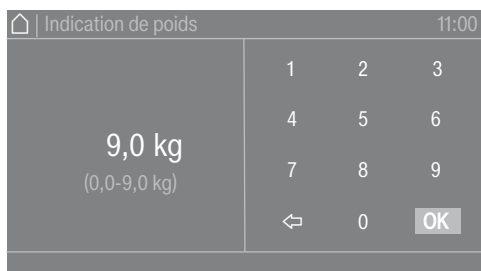 Indication de poids 11:00
9,0 kg
(0,0-9,0 kg)
1 2 3
4 5 6
7 8 9
0 OK